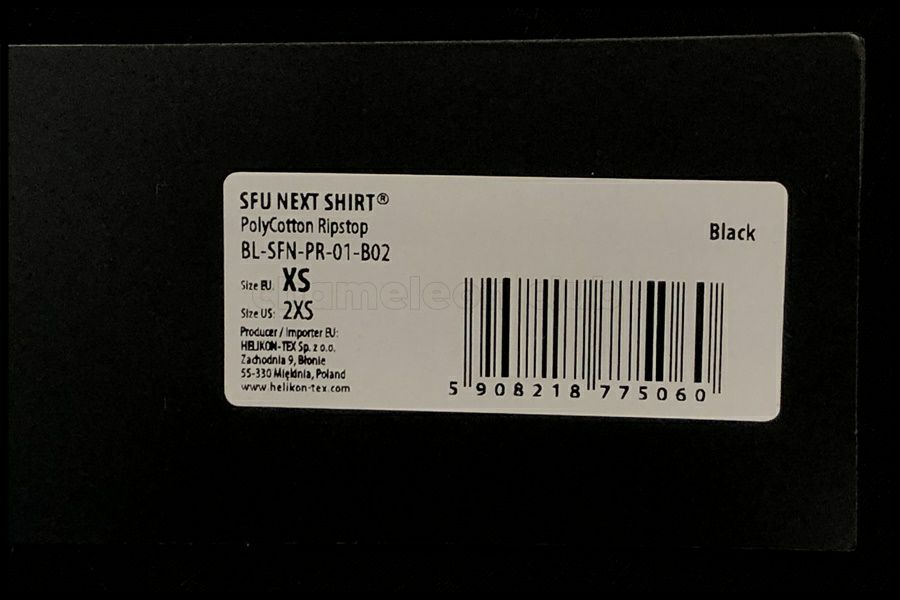 SFU NEXT SHIRT®
PolyCotton Ripstop
BL-SFN-PR-01-B02
Black
Size EU: XS
Size US: 2XS
Producer / Importer EU:
HELIKON-TEX Sp. z o.o.
Zachodnia 9, Błonie
55-330 Miękinia, Poland
www.helikon-tex.com
5 908218 775060